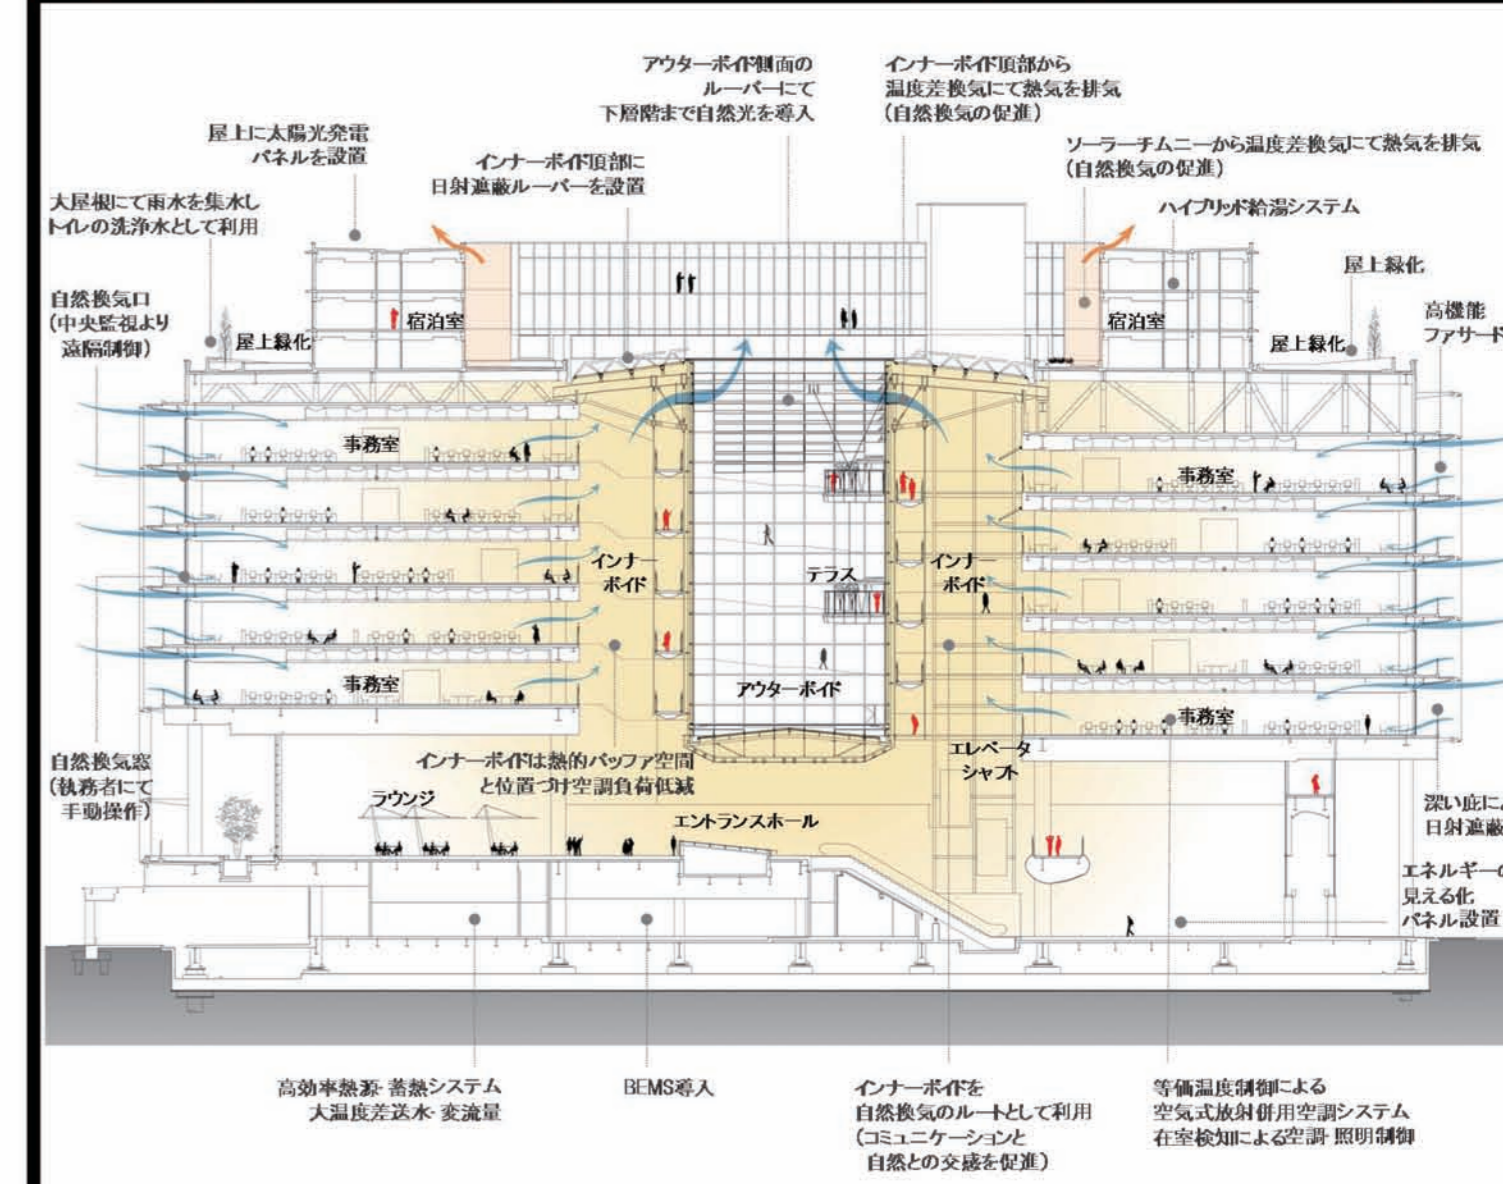 アウターボイド側面の
ルーバーにて
下層階まで自然光を導入
インナーボイド頂部から
温度差換気にて熱気を排気
(自然換気の促進)
屋上に太陽光発電
パネルを設置
インナーボイド頂部に
日射遮蔽ルーバーを設置
ソーラーチムニーから温度差換気にて熱気を排気
(自然換気の促進)
大屋根にて雨水を集水し
トイレの洗浄水として利用
ハイブリッド給湯システム
屋上緑化
自然換気口
(中央監視より
遠隔制御)
高機能
ファサード
宿泊室
宿泊室
屋上緑化
屋上緑化
事務室
事務室
インナー
ボイド
テラス
インナー
ボイド
事務室
アウターボイド
事務室
自然換気窓
(執務者にて
手動操作)
インナーボイドは熱的バッファ空間
と位置づけ空調負荷低減
エレベータ
シャフト
ラウンジ
エントランスホール
深い庇に
日射遮蔽
エネルギーの
見える化
パネル設置
高効率熱源・蓄熱システム
大温度差送水・変流量
BEMS導入
インナーボイドを
自然換気のルートとして利用
(コミュニケーションと
自然との交感を促進)
等価温度制御による
空気式放射併用空調システム
在室検知による空調・照明制御